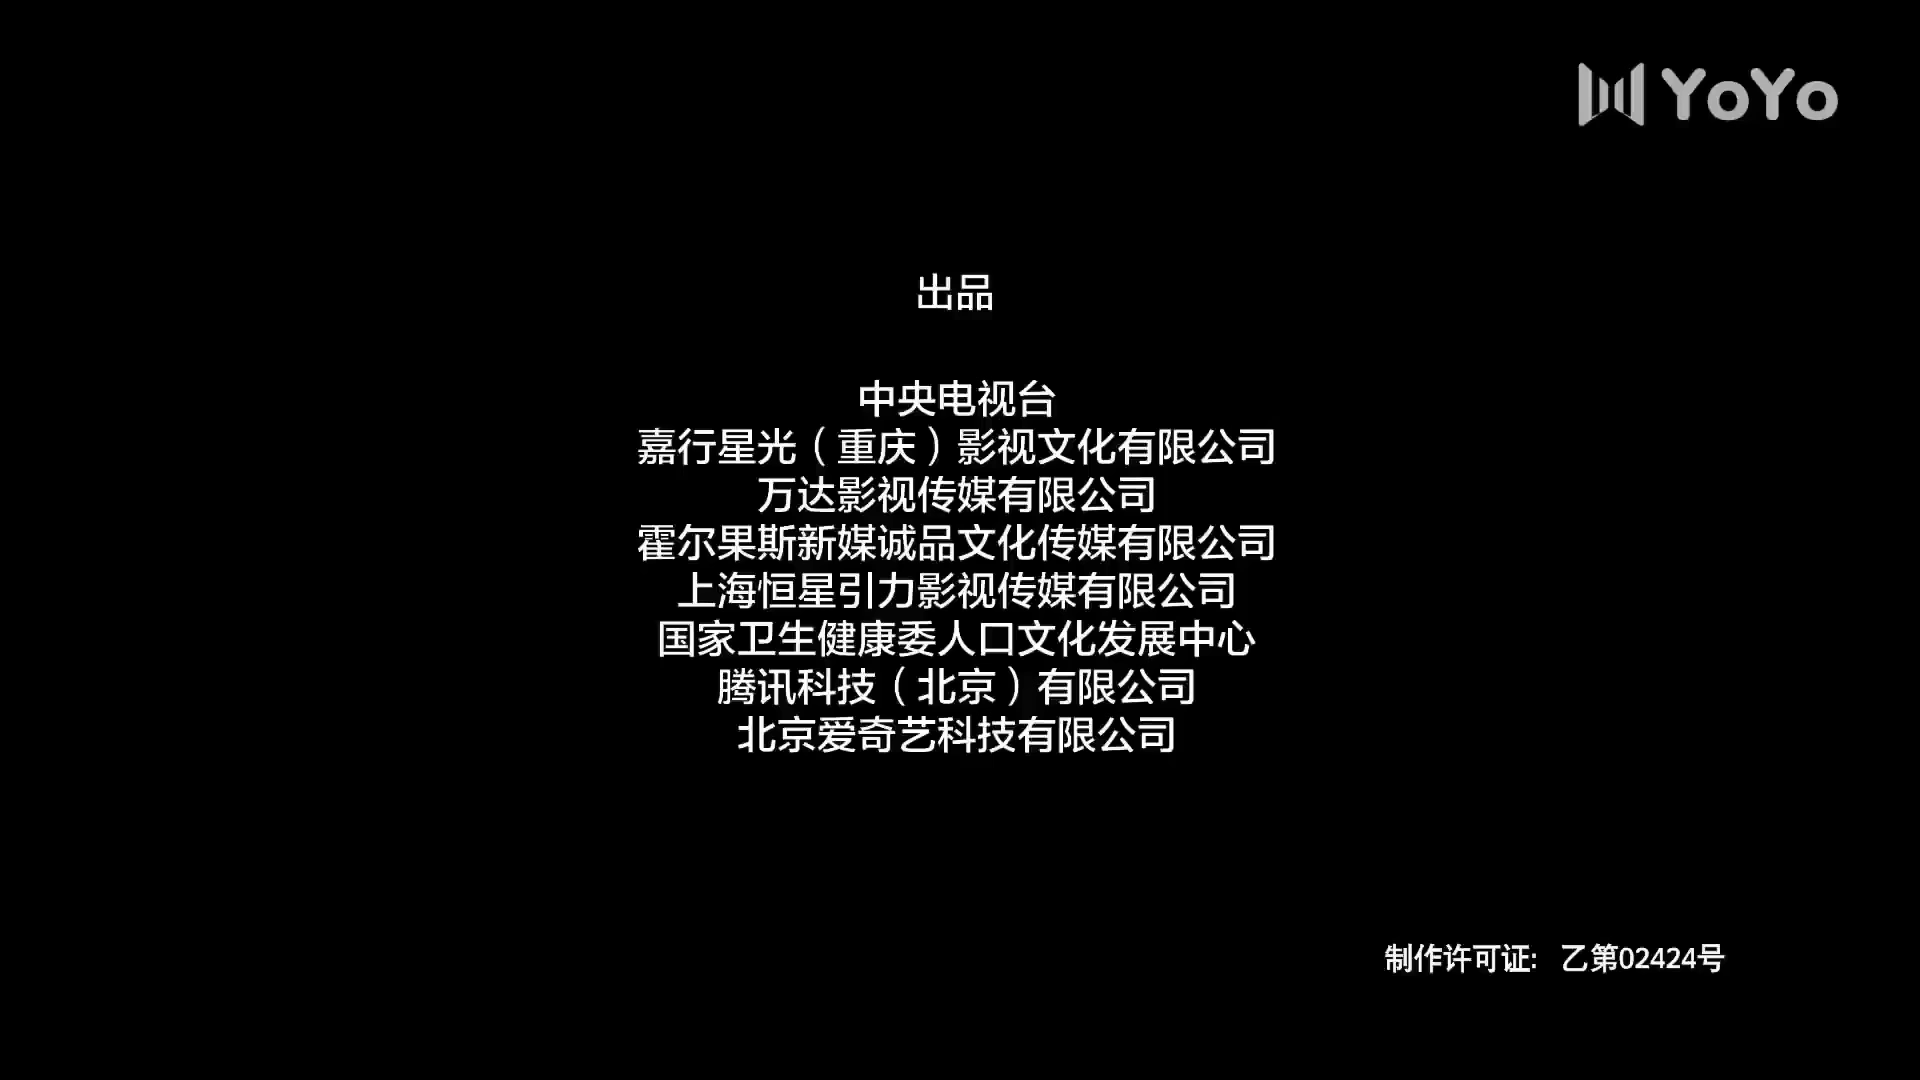 YoYo
出品
中央电视台
嘉行星光（重庆）影视文化有限公司
万达影视传媒有限公司
霍尔果斯新媒诚品文化传媒有限公司
上海恒星引力影视传媒有限公司
国家卫生健康委人口文化发展中心
腾讯科技（北京）有限公司
北京爱奇艺科技有限公司
制作许可证: 乙第02424号